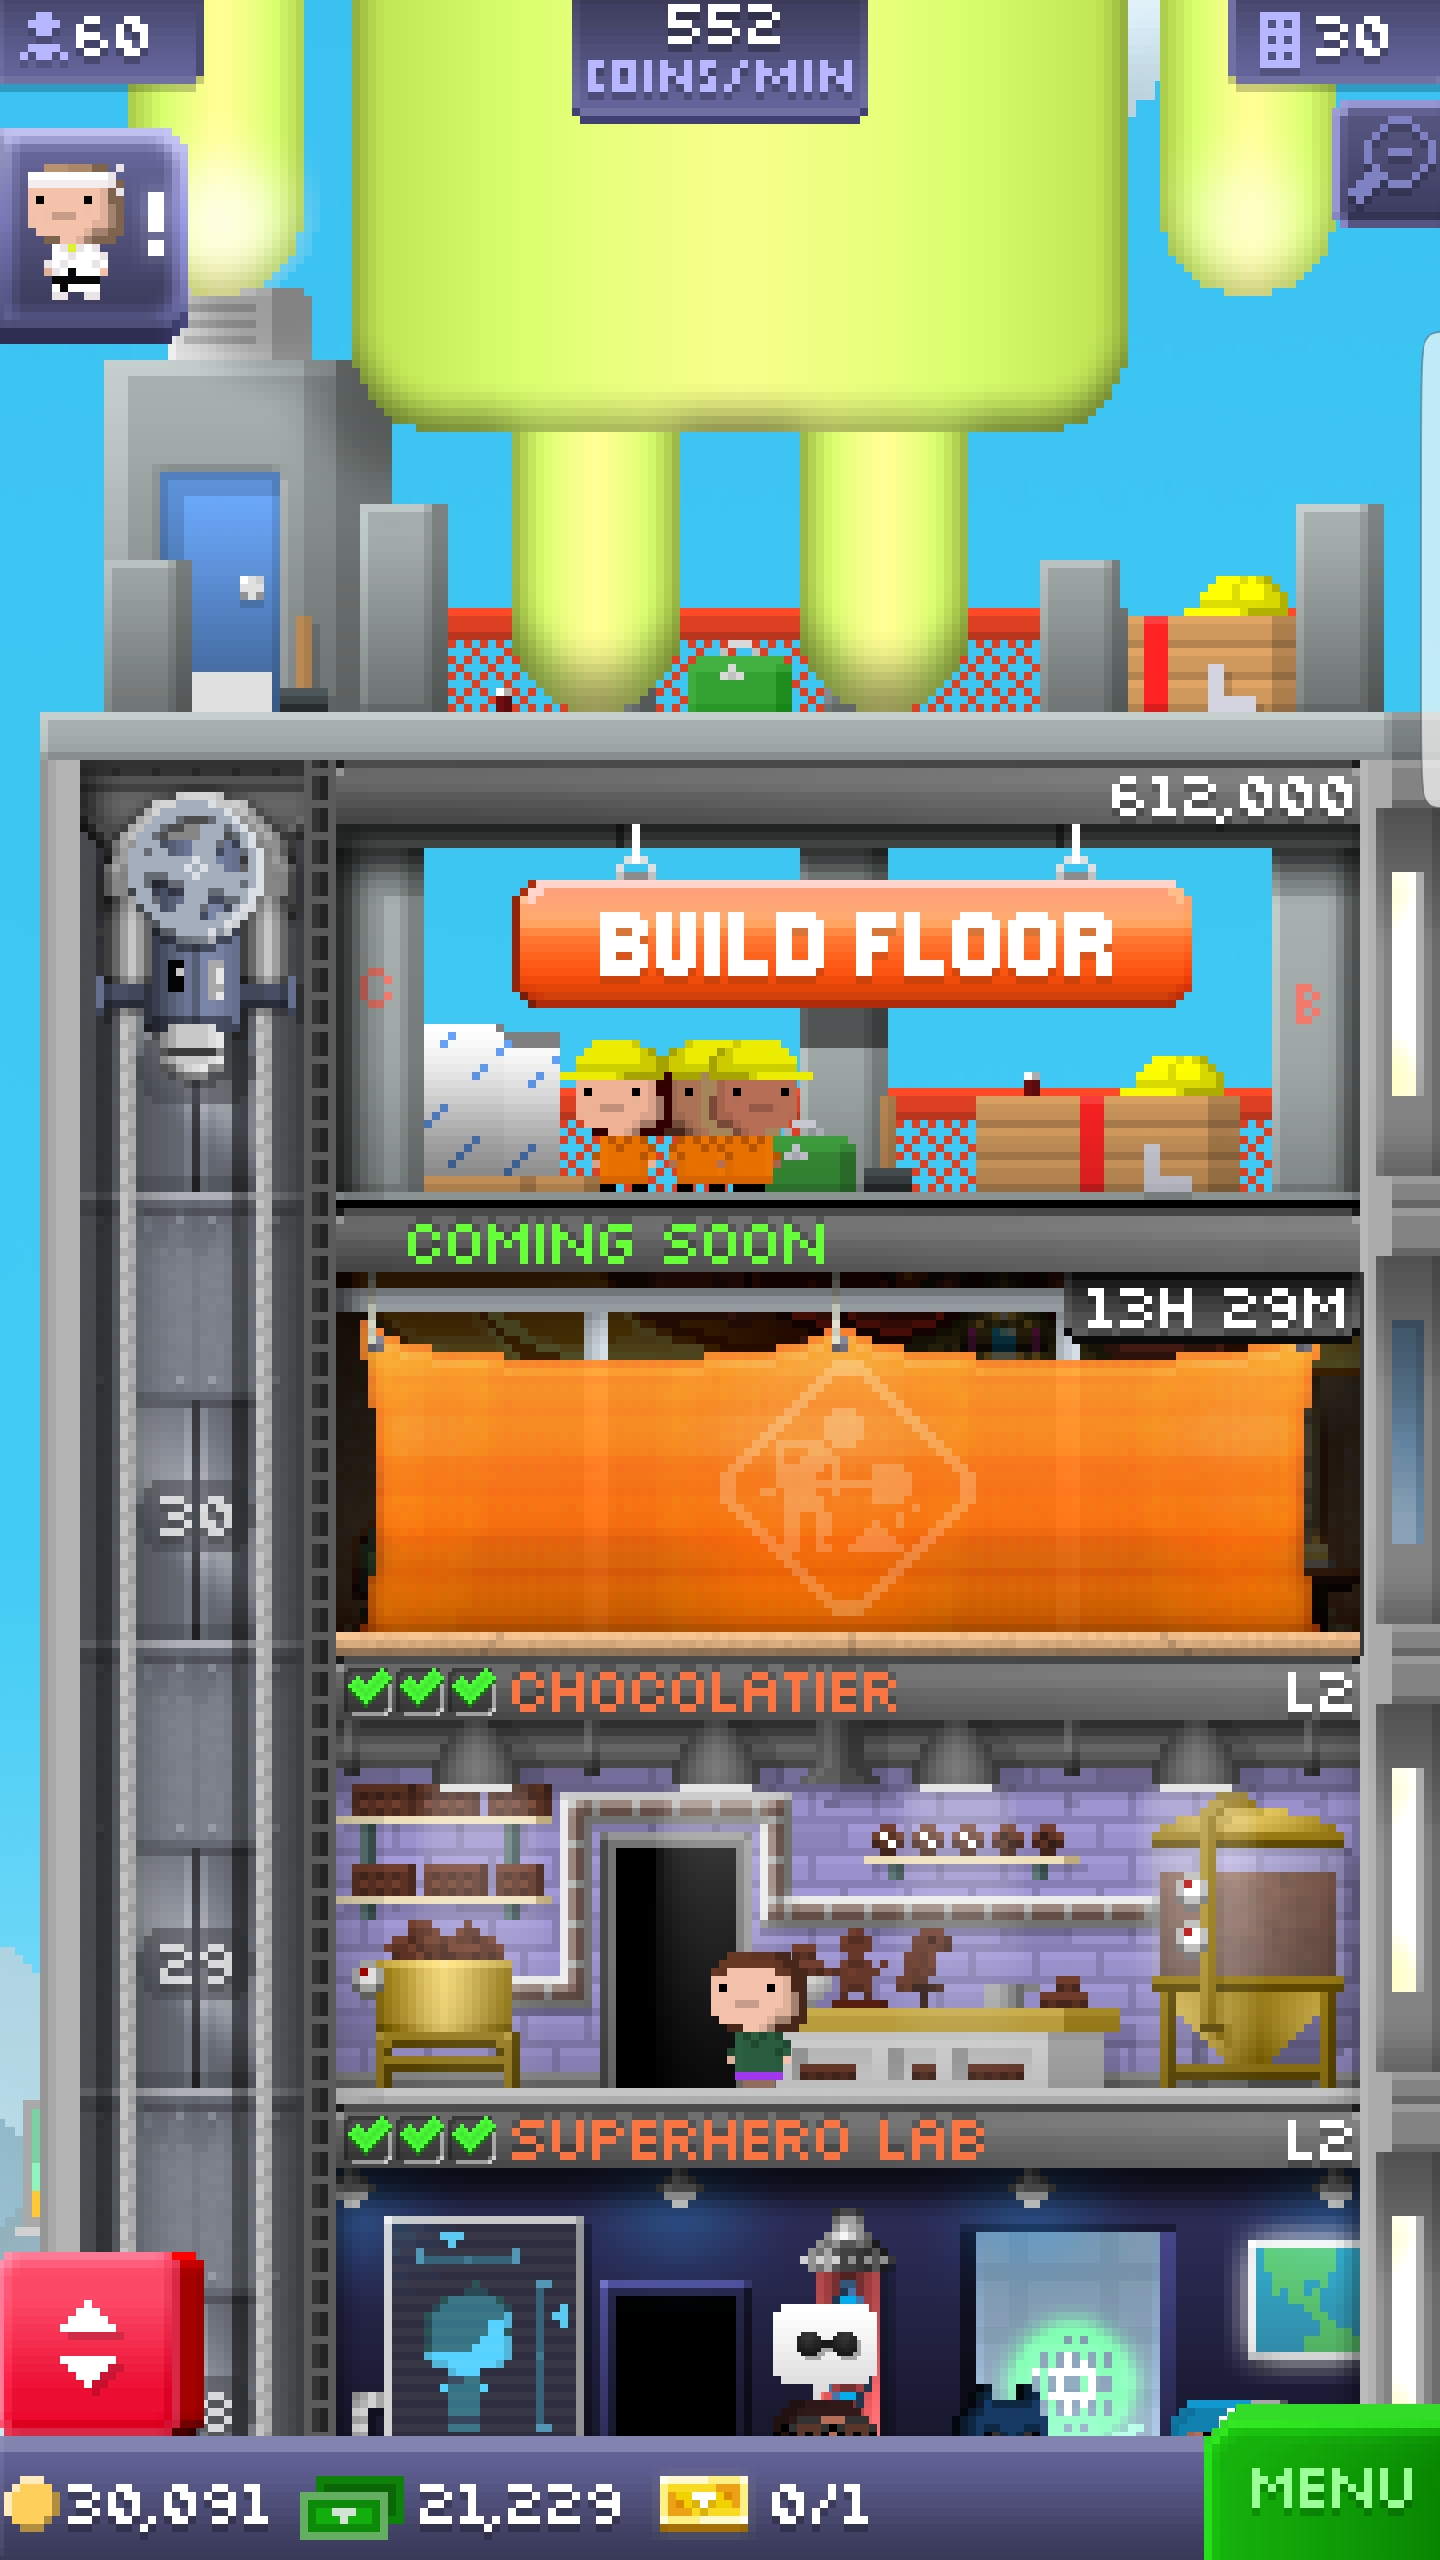 60
552
COINS/MIN
30
!
612,000
BUILD FLOOR
C
B
COMING SOON
13H 29M
30
CHOCOLATIER
L2
29
SUPERHERO LAB
L2
8
30,091
21,229
0/1
MENU